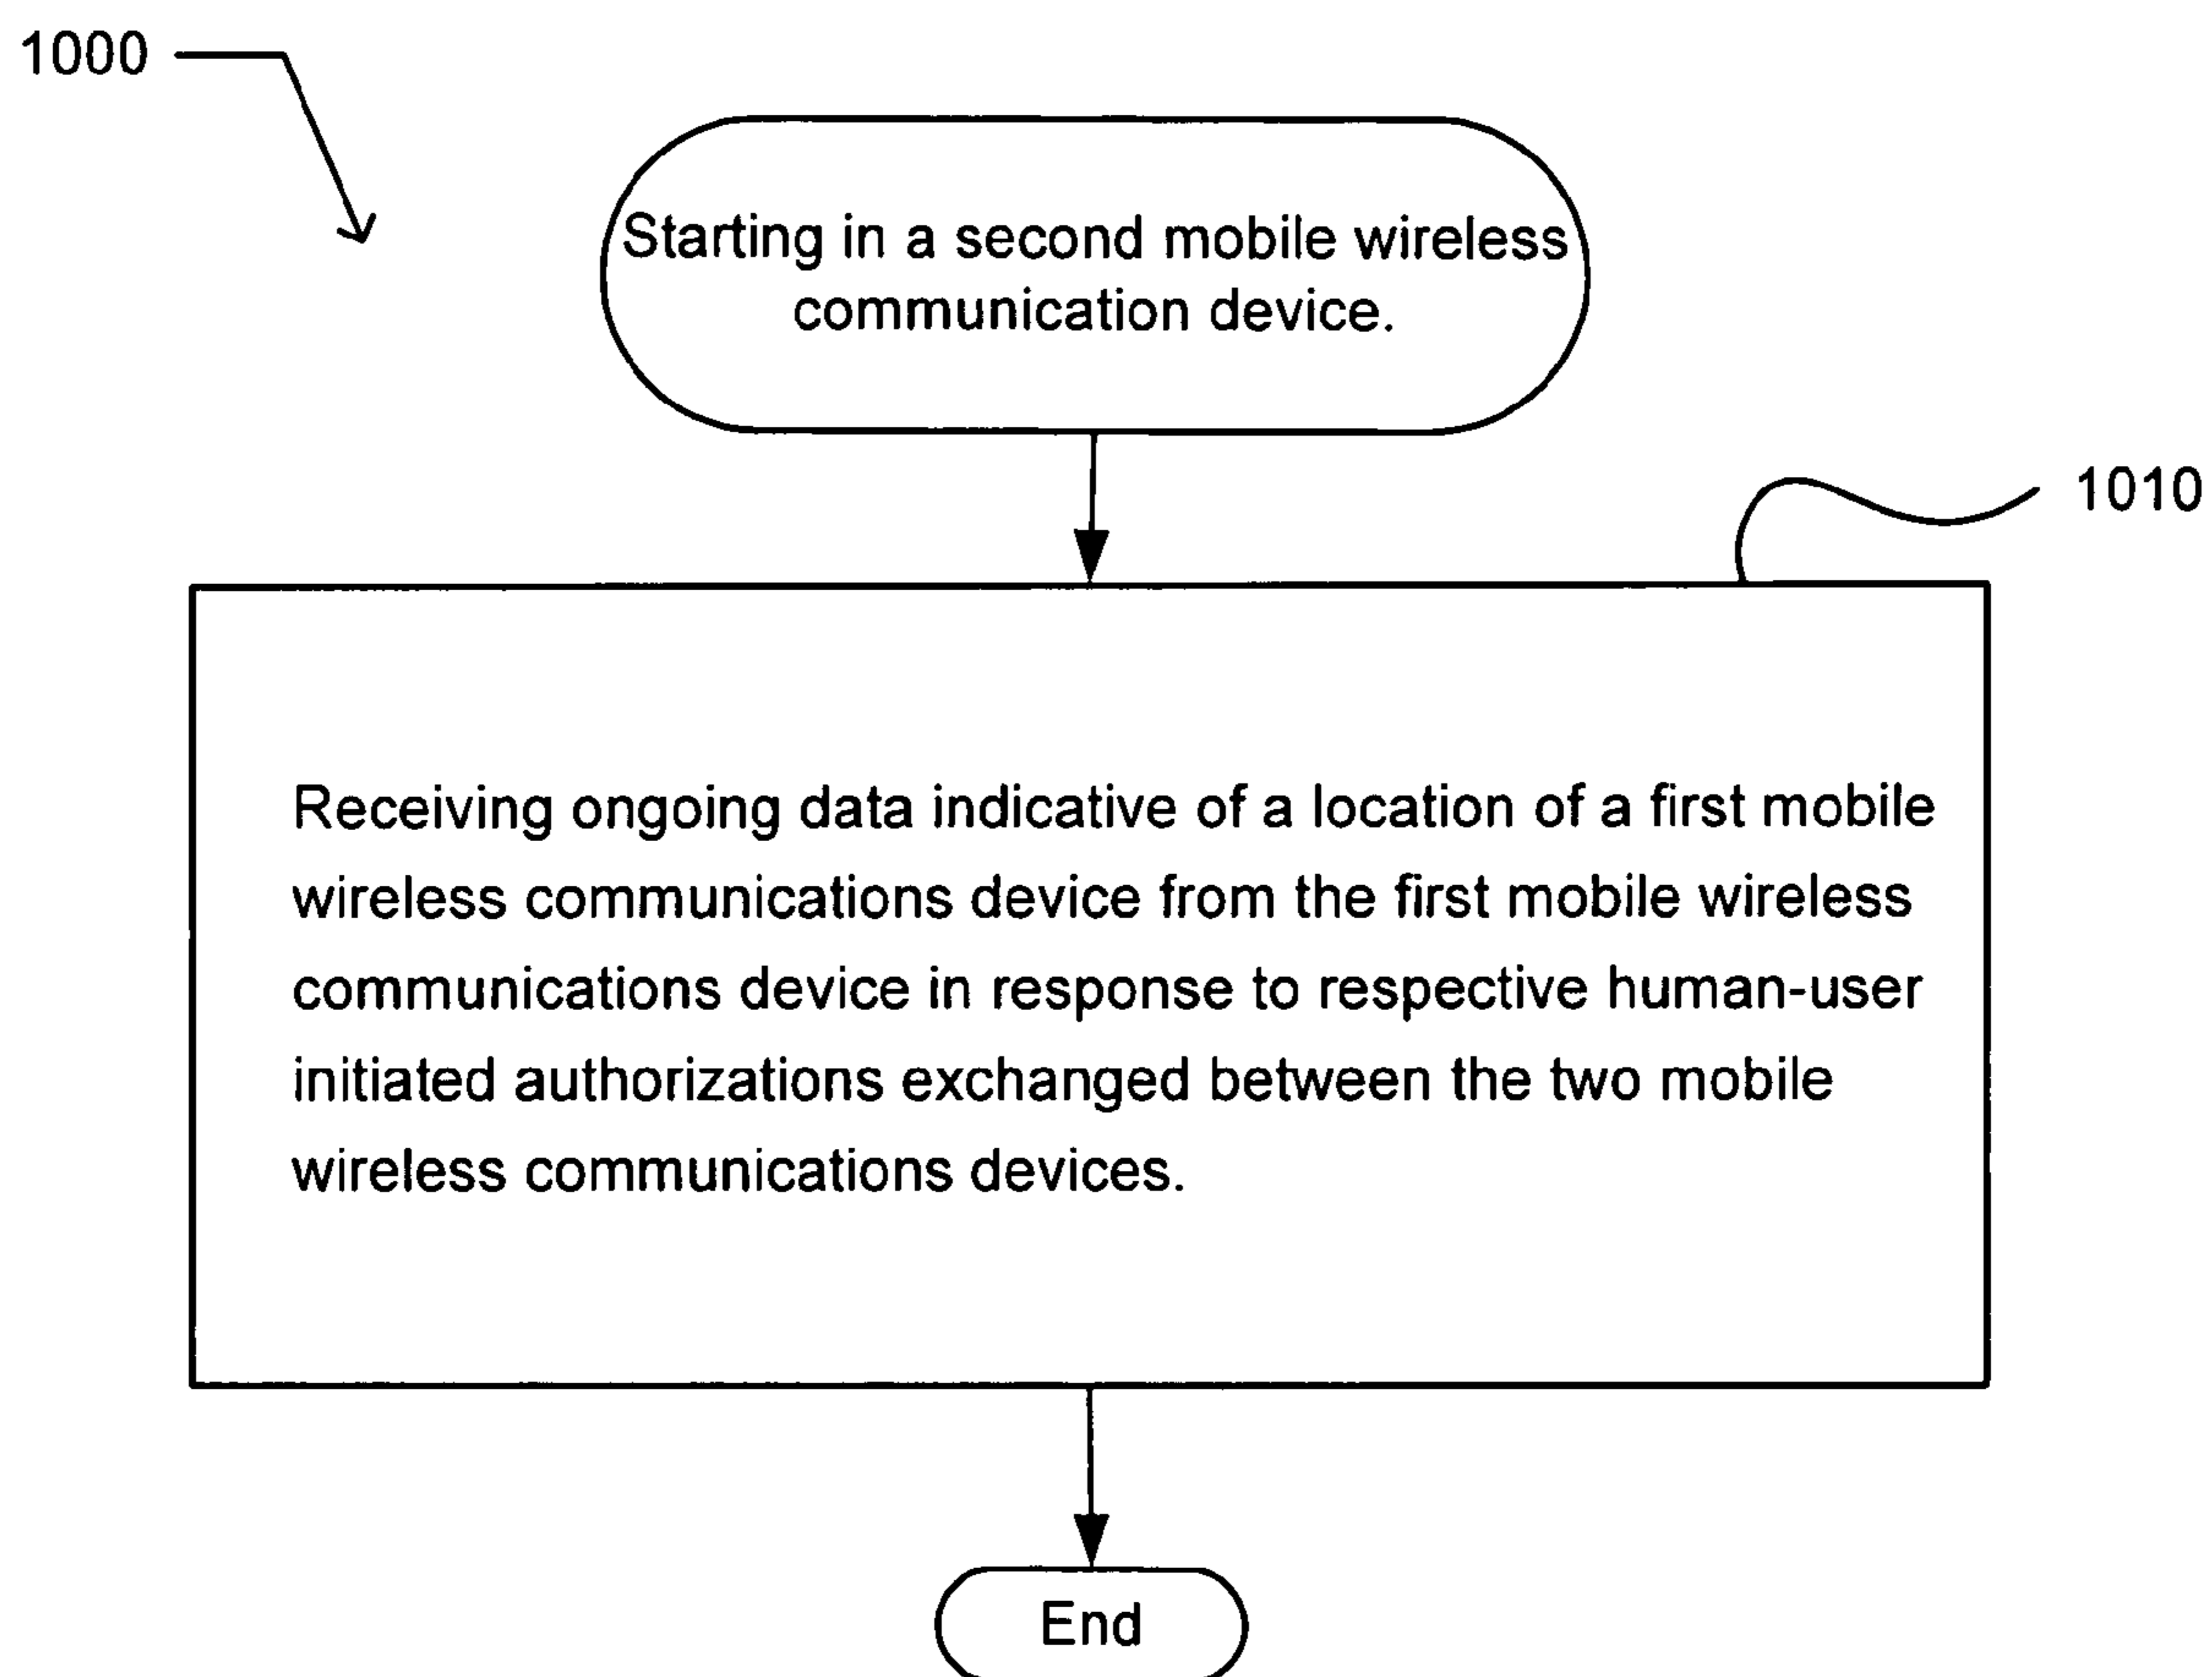 1000
Starting in a second mobile wireless
communication device.
1010
Receiving ongoing data indicative of a location of a first mobile
wireless communications device from the first mobile wireless
communications device in response to respective human-user
initiated authorizations exchanged between the two mobile
wireless communications devices.
End